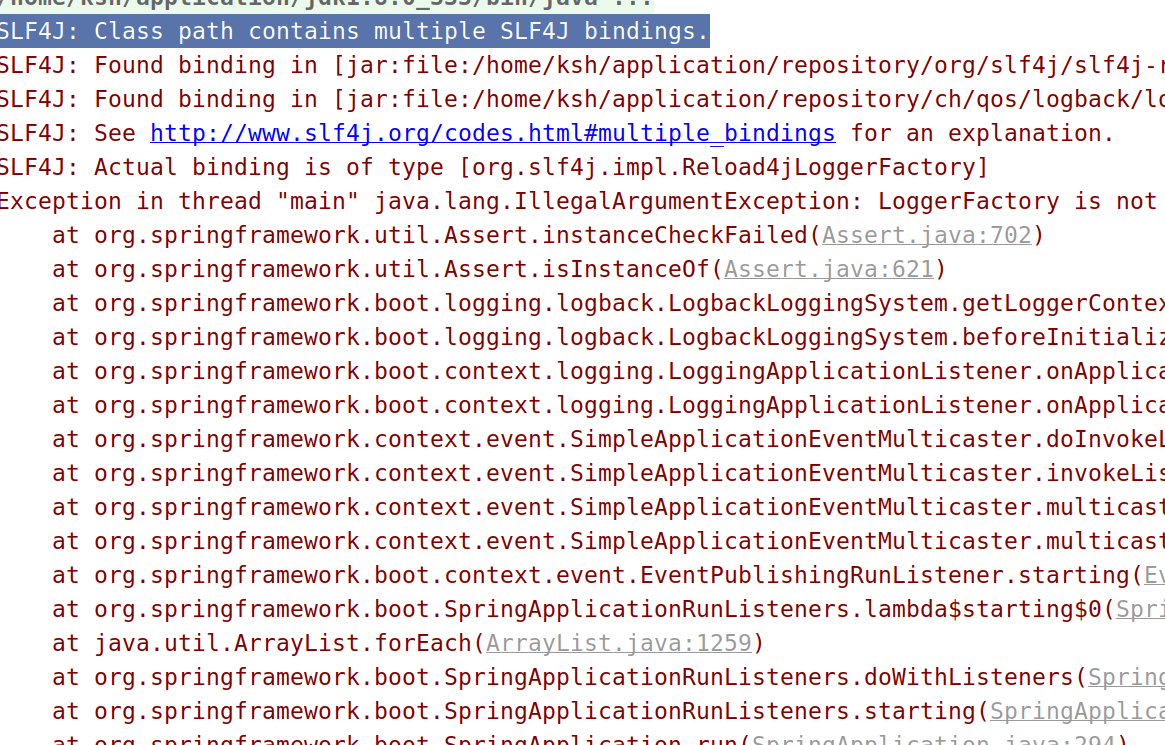 /home/ksh/application/jdk1.8.0_333/bin/java ...
SLF4J: Class path contains multiple SLF4J bindings.
SLF4J: Found binding in [jar:file:/home/ksh/application/repository/org/slf4j/slf4j-r
SLF4J: Found binding in [jar:file:/home/ksh/application/repository/ch/qos/logback/lo
SLF4J: See http://www.slf4j.org/codes.html#multiple_bindings for an explanation.
SLF4J: Actual binding is of type [org.slf4j.impl.Reload4jLoggerFactory]
Exception in thread "main" java.lang.IllegalArgumentException: LoggerFactory is not
at org.springframework.util.Assert.instanceCheckFailed(Assert.java:702)
at org.springframework.util.Assert.isInstanceOf(Assert.java:621)
at org.springframework.boot.logging.logback.LogbackLoggingSystem.getLoggerContex
at org.springframework.boot.logging.logback.LogbackLoggingSystem.beforeInitializ
at org.springframework.boot.context.logging.LoggingApplicationListener.onApplica
at org.springframework.boot.context.logging.LoggingApplicationListener.onApplica
at org.springframework.context.event.SimpleApplicationEventMulticaster.doInvokeL
at org.springframework.context.event.SimpleApplicationEventMulticaster.invokeLis
at org.springframework.context.event.SimpleApplicationEventMulticaster.multicast
at org.springframework.context.event.SimpleApplicationEventMulticaster.multicast
at org.springframework.boot.context.event.EventPublishingRunListener.starting(Ev
at org.springframework.boot.SpringApplicationRunListeners.lambda$starting$0(Spri
at java.util.ArrayList.forEach(ArrayList.java:1259)
at org.springframework.boot.SpringApplicationRunListeners.doWithListeners(Spring
at org.springframework.boot.SpringApplicationRunListeners.starting(SpringApplica
at org.springframework.boot.SpringApplication.run(SpringApplication.java:294)